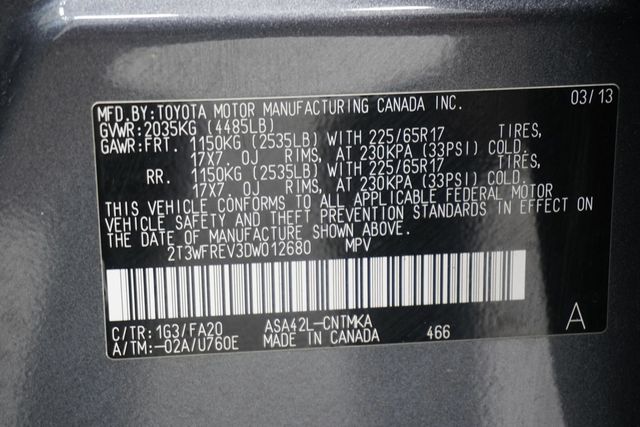 MFD.BY:TOYOTA MOTOR MANUFACTURING CANADA INC. 03/13
GVWR:2035KG (4485LB)
GAWR:FRT. 1150KG (2535LB) WITH 225/65R17 TIRES,
17X7. 0J RIMS, AT 230KPA (33PSI) COLD.
RR. 1150KG (2535LB) WITH 225/65R17 TIRES,
17X7. 0J RIMS, AT 230KPA (33PSI) COLD.
THIS VEHICLE CONFORMS TO ALL APPLICABLE FEDERAL MOTOR
VEHICLE SAFETY AND THEFT PREVENTION STANDARDS IN EFFECT ON
THE DATE OF MANUFACTURE SHOWN ABOVE.
2T3WFREV3DW012680 MPV
C/TR:1G3/FA20 ASA42L-CNTMKA A
A/TM:-02A/U760E MADE IN CANADA 466